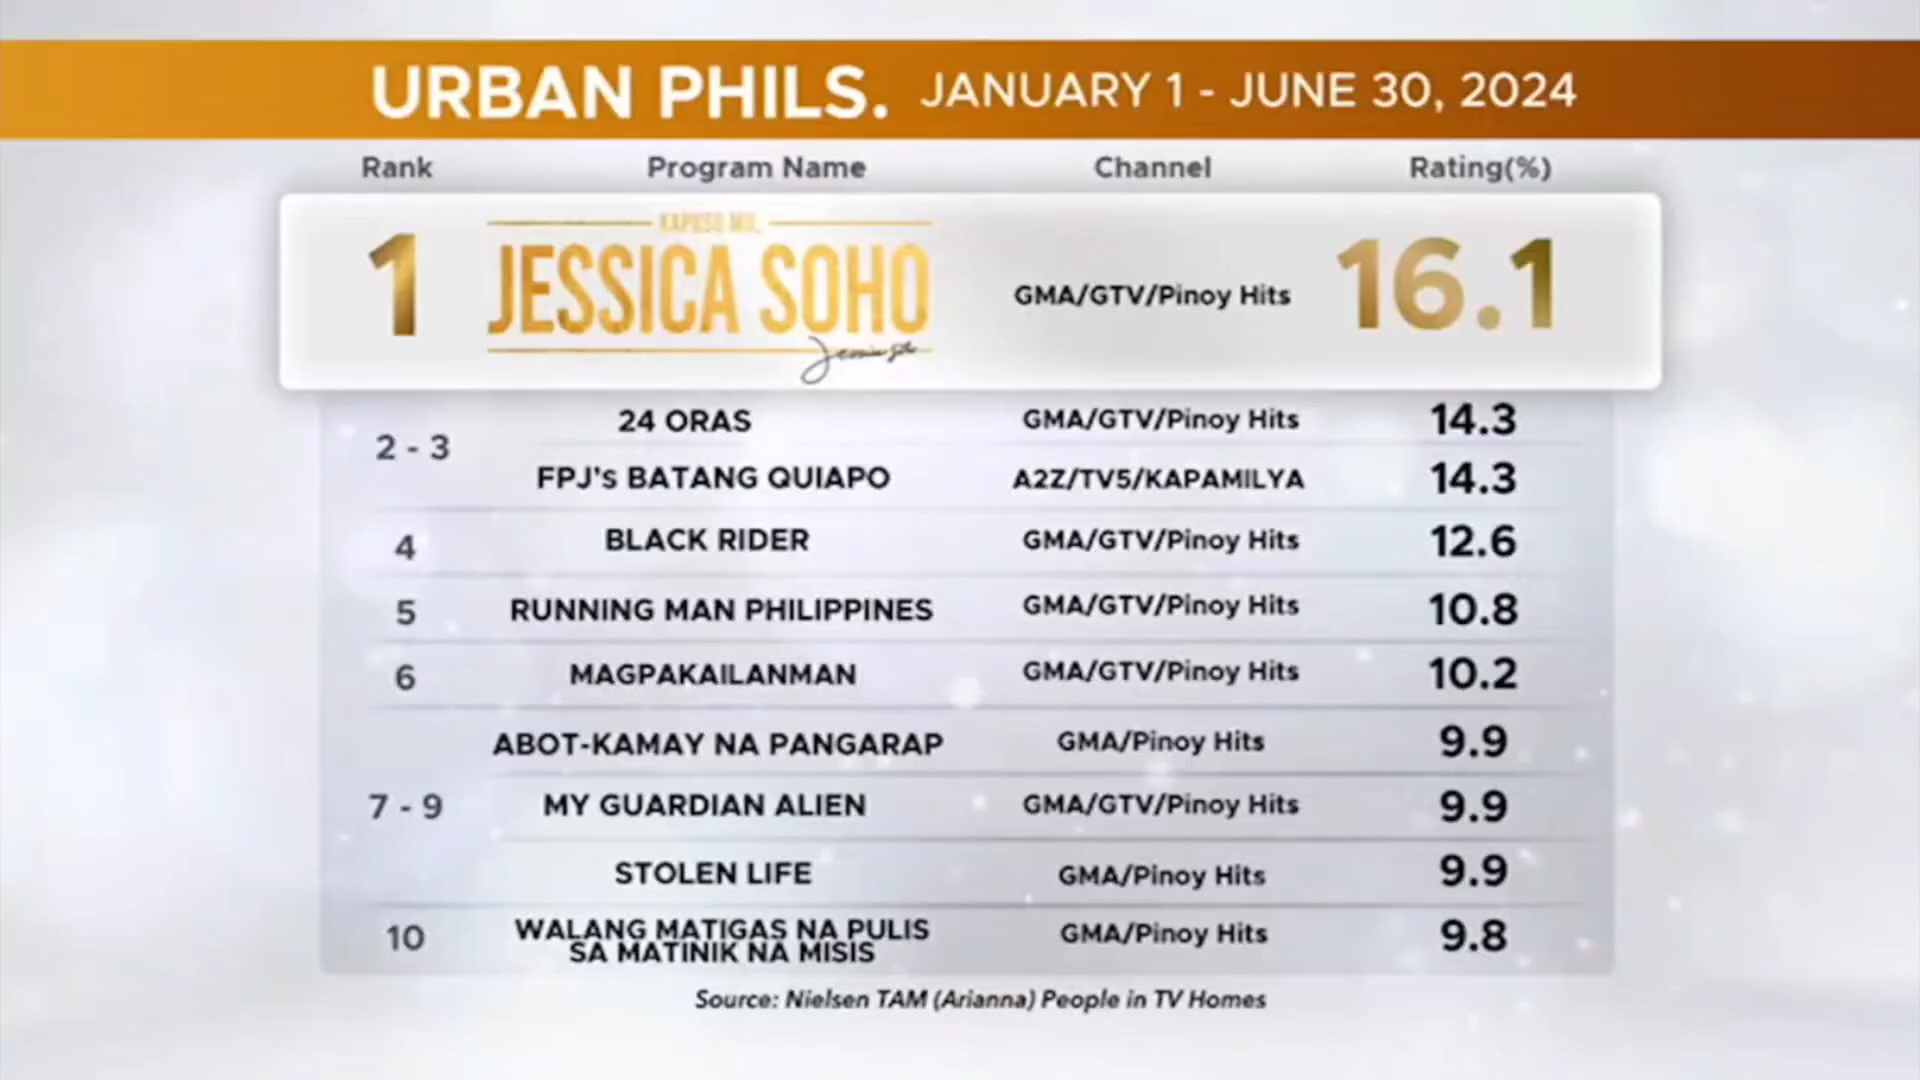 URBAN PHILS. JANUARY 1 - JUNE 30, 2024
Rank Program Name Channel Rating(%)
KAPUSO MO,
1 JESSICA SOHO GMA/GTV/Pinoy Hits 16.1
Jessica Soho
2 - 3
24 ORAS GMA/GTV/Pinoy Hits 14.3
FPJ's BATANG QUIAPO A2Z/TV5/KAPAMILYA 14.3
4 BLACK RIDER GMA/GTV/Pinoy Hits 12.6
5 RUNNING MAN PHILIPPINES GMA/GTV/Pinoy Hits 10.8
6 MAGPAKAILANMAN GMA/GTV/Pinoy Hits 10.2
ABOT-KAMAY NA PANGARAP GMA/Pinoy Hits 9.9
7 - 9 MY GUARDIAN ALIEN GMA/GTV/Pinoy Hits 9.9
STOLEN LIFE GMA/Pinoy Hits 9.9
10 WALANG MATIGAS NA PULIS GMA/Pinoy Hits 9.8
SA MATINIK NA MISIS
Source: Nielsen TAM (Arianna) People in TV Homes